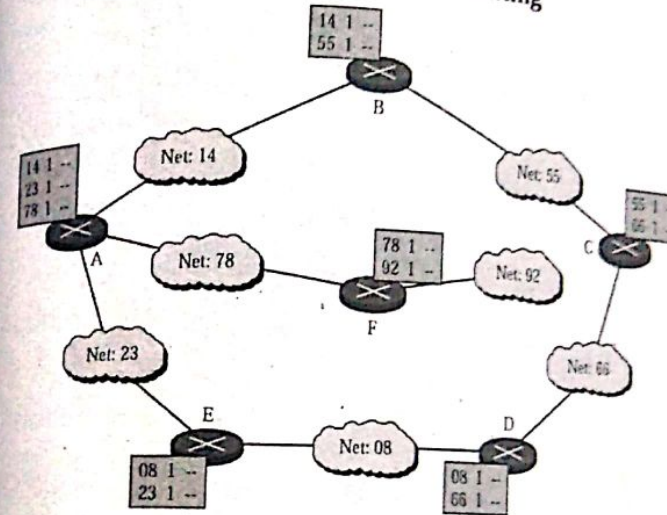 14 1 --
55 1 --
B
Net: 14
Net: 55
14 1 --
23 1 --
78 1 --
A
55 1
66 1
C
Net: 78
78 1 --
92 1 --
Net: 92
F
Net: 23
Net: 66
E
D
Net: 08
08 1 --
23 1 --
08 1 --
66 1 --